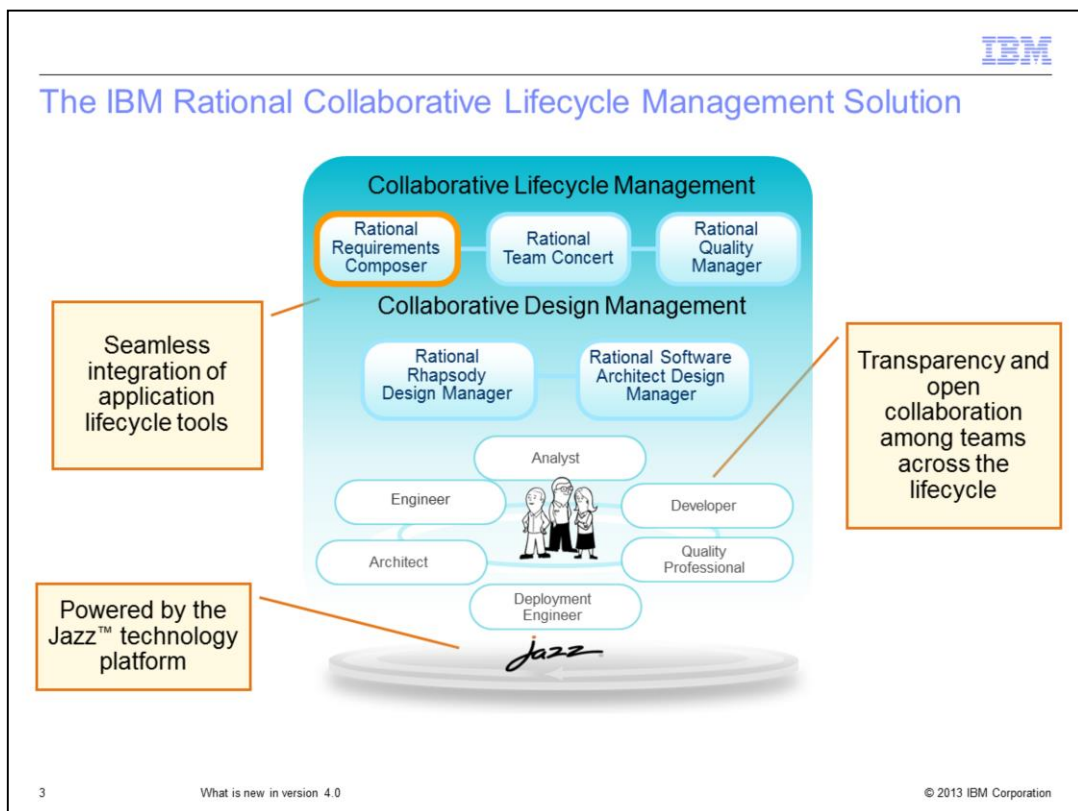 IBM
The IBM Rational Collaborative Lifecycle Management Solution
Collaborative Lifecycle Management
Rational
Requirements
Composer
Rational
Team Concert
Rational
Quality
Manager
Collaborative Design Management
Rational
Rhapsody
Design Manager
Rational Software
Architect Design
Manager
Seamless
integration of
application
lifecycle tools
Transparency and
open
collaboration
among teams
across the
lifecycle
Analyst
Engineer
Developer
Architect
Quality
Professional
Deployment
Engineer
Powered by the
Jazz™ technology
platform
jazz
3
What is new in version 4.0
© 2013 IBM Corporation